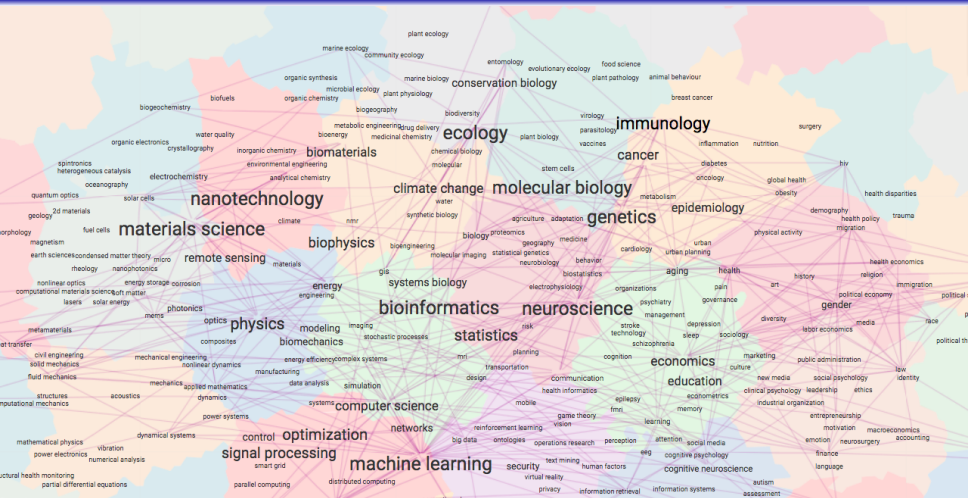 plant ecology
marine ecology
community ecology
entomology
evolutionary ecology
food science
organic synthesis
marine biology
conservation biology
plant pathology
animal behaviour
microbial ecology
plant physiology
biofuels
organic chemistry
breast cancer
biogeochemistry
biogeography
biodiversity
virology
immunology
surgery
metabolic engineering
drug delivery
parasitology
water quality
bioenergy
medicinal chemistry
ecology
plant biology
organic electronics
vaccines
inflammation
nutrition
crystallography
inorganic chemistry
biomaterials
chemical biology
cancer
spintronics
environmental engineering
molecular
diabetes
hiv
heterogeneous catalysis
stem cells
electrochemistry
analytical chemistry
oncology
global health
oceanography
climate change
molecular biology
obesity
health disparities
quantum optics
solar cells
nanotechnology
water
metabolism
2d materials
geology
synthetic biology
agriculture
adaptation
genetics
epidemiology
demography
trauma
climate
nmr
health policy
fuel cells
materials science
migration
orphology
biology
proteomics
physical activity
magnetism
biophysics
bioengineering
geography
medicine
urban
earth sciences
condensed matter theory
micro
remote sensing
molecular imaging
statistical genetics
cardiology
urban planning
rheology
nanophotonics
materials
neurobiology
behavior
health economics
gis
biostatistics
aging
health
history
religion
nonlinear optics
energy storage
corrosion
energy
systems biology
electrophysiology
organizations
pain
art
immigration
computational materials science
soft matter
engineering
political economy
political
lasers
solar energy
psychiatry
governance
gender
photonics
bioinformatics
neuroscience
mems
management
diversity
media
race
optics
physics
modeling
imaging
risk
stroke
depression
labor economics
metamaterials
stochastic processes
statistics
technology
sleep
sociology
composites
biomechanics
schizophrenia
political th
at transfer
civil engineering
mechanical engineering
energy efficiency
complex systems
mri
planning
cognition
economics
marketing
public administration
solid mechanics
nonlinear dynamics
transportation
culture
law
fluid mechanics
manufacturing
design
communication
education
new media
social psychology
identity
mechanics
applied mathematics
data analysis
simulation
health informatics
clinical psychology
leadership
ethics
structures
acoustics
dynamics
epilepsy
econometrics
mputational mechanics
systems
computer science
mobile
fmri
memory
industrial organization
power systems
game theory
entrepreneurship
networks
reinforcement learning
vision
learning
motivation
macroeconomics
dynamical systems
control
optimization
big data
ontologies
operations research
perception
attention
social media
emotion
neurosurgery
accounting
mathematical physics
vibration
signal processing
eeg
cognitive psychology
finance
power electronics
numerical analysis
smart grid
machine learning
security
text mining
human factors
cognitive neuroscience
language
uctural health monitoring
virtual reality
partial differential equations
parallel computing
distributed computing
privacy
information retrieval
information systems
autism
assessment